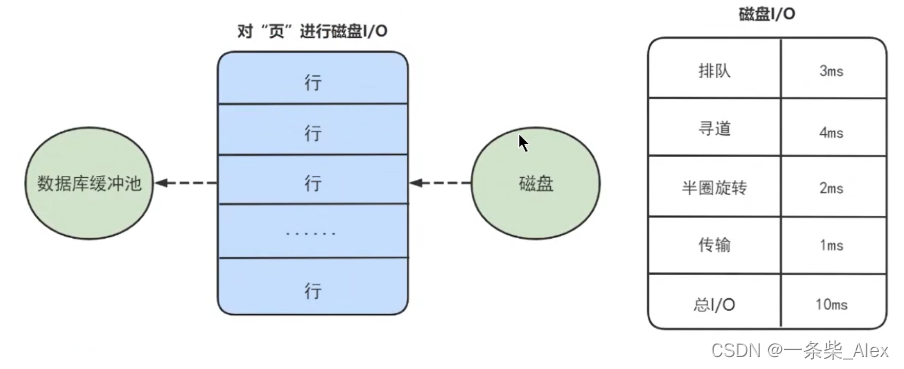 对“页”进行磁盘I/O
行
行
行
......
行
数据库缓冲池
磁盘
磁盘I/O
排队 3ms
寻道 4ms
半圈旋转 2ms
传输 1ms
总I/O 10ms
CSDN @一条柴_Alex